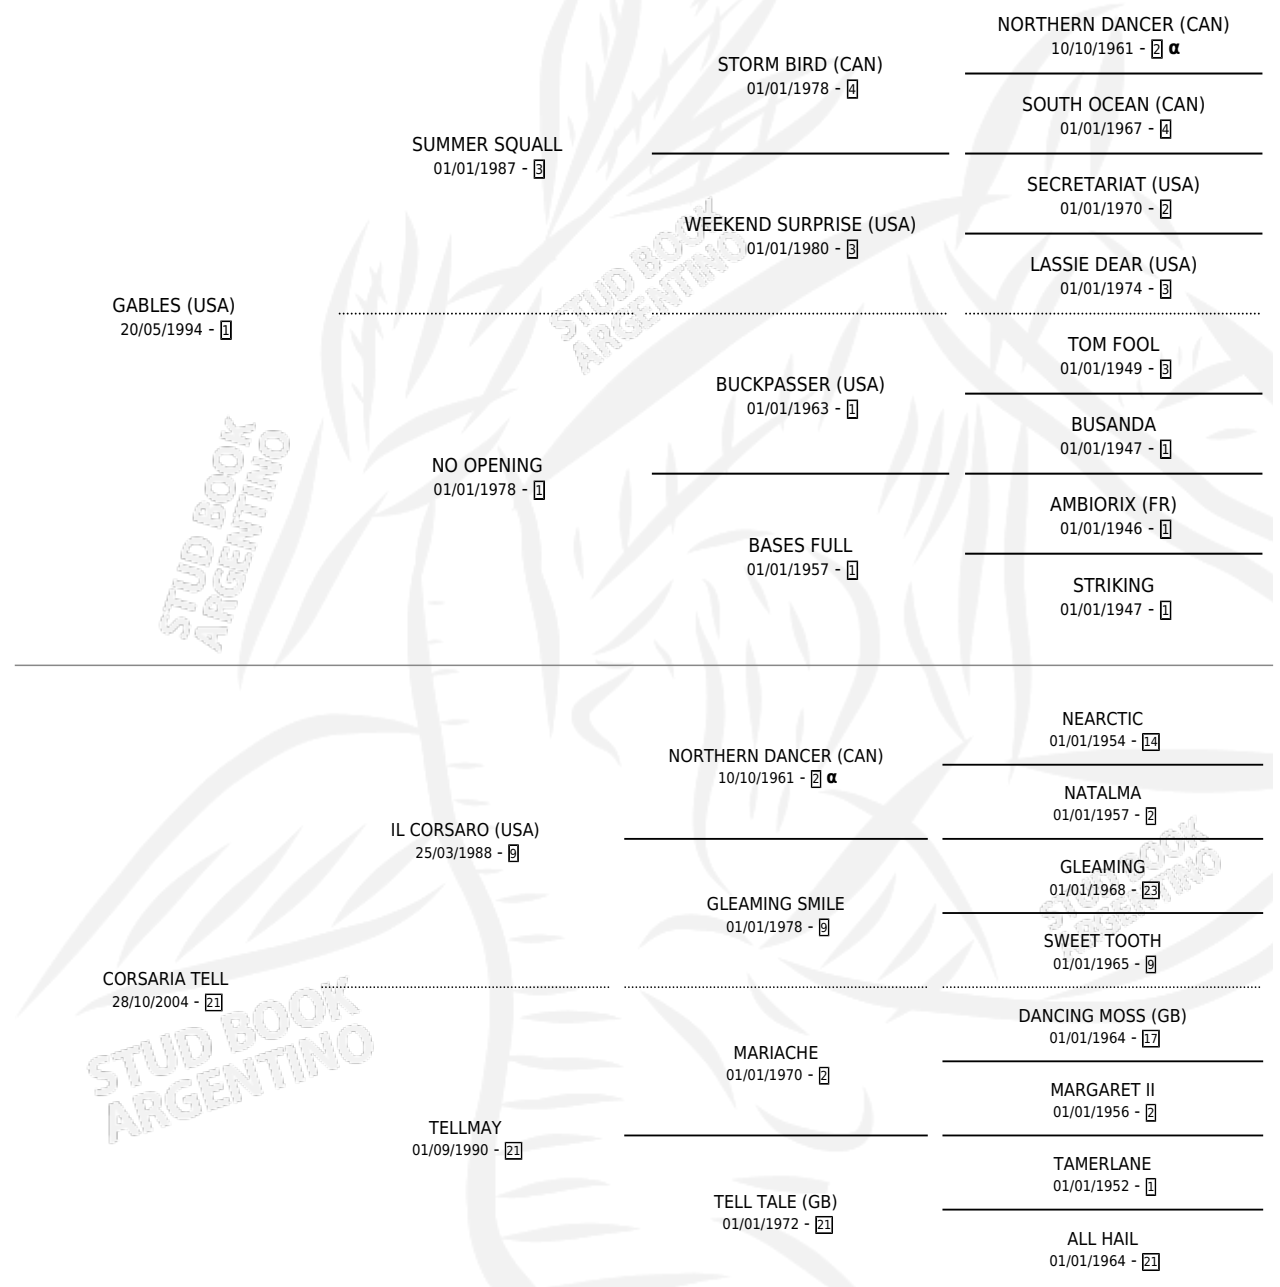 NORTHERN DANCER (CAN)
10/10/1961 - 2 α
STORM BIRD (CAN)
01/01/1978 - 4
SOUTH OCEAN (CAN)
01/01/1967 - 4
SUMMER SQUALL
01/01/1987 - 3
SECRETARIAT (USA)
01/01/1970 - 2
WEEKEND SURPRISE (USA)
01/01/1980 - 3
LASSIE DEAR (USA)
01/01/1974 - 3
GABLES (USA)
20/05/1994 - 1
TOM FOOL
01/01/1949 - 3
BUCKPASSER (USA)
01/01/1963 - 1
BUSANDA
01/01/1947 - 1
NO OPENING
01/01/1978 - 1
AMBIORIX (FR)
01/01/1946 - 1
BASES FULL
01/01/1957 - 1
STRIKING
01/01/1947 - 1
STUD BOOK
ARGENTINO
STUD BOOK
ARGENTINO
NEARCTIC
01/01/1954 - 14
NORTHERN DANCER (CAN)
10/10/1961 - 2 α
NATALMA
01/01/1957 - 2
IL CORSARO (USA)
25/03/1988 - 9
GLEAMING
01/01/1968 - 23
GLEAMING SMILE
01/01/1978 - 9
SWEET TOOTH
01/01/1965 - 9
CORSARIA TELL
28/10/2004 - 21
DANCING MOSS (GB)
01/01/1964 - 17
MARIACHE
01/01/1970 - 2
MARGARET II
01/01/1956 - 2
TELLMAY
01/09/1990 - 21
TAMERLANE
01/01/1952 - 1
TELL TALE (GB)
01/01/1972 - 21
ALL HAIL
01/01/1964 - 21
STUD BOOK
ARGENTINO
STUD BOOK
ARGENTINO